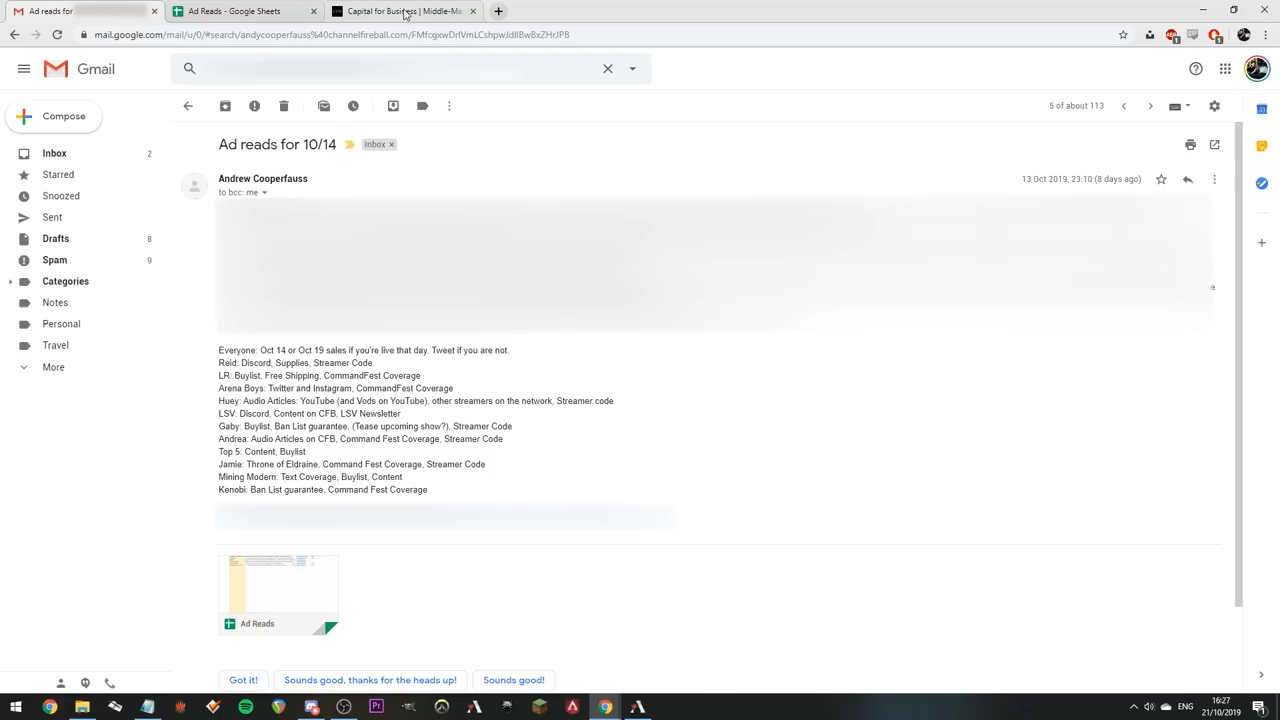 Ad reads for
Ad Reads - Google Sheets
Capital for Business | Middle-Ma
mail.google.com/mail/u/0/#search/andycooperfauss%40channelfireball.com/FMfcgxwDrlVmLCshpwJdllBwBxZHrJPB
Gmail
Compose
5 of about 113
Ad reads for 10/14
Inbox
Inbox 2
Starred
Snoozed
Sent
Drafts 8
Spam 9
Categories
Notes
Personal
Travel
More
Andrew Cooperfauss
13 Oct 2019, 23:10 (8 days ago)
to bcc: me
Everyone: Oct 14 or Oct 19 sales if you're live that day. Tweet if you are not.
Reid: Discord, Supplies, Streamer Code
LR: Buylist, Free Shipping, CommandFest Coverage
Arena Boys: Twitter and Instagram, CommandFest Coverage
Huey: Audio Articles: YouTube (and Vods on YouTube), other streamers on the network, Streamer code
LSV: Discord, Content on CFB, LSV Newsletter
Gaby: Buylist, Ban List guarantee, (Tease upcoming show?), Streamer Code
Andrea: Audio Articles on CFB, Command Fest Coverage, Streamer Code
Top 5: Content, Buylist
Jamie: Throne of Eldraine, Command Fest Coverage, Streamer Code
Mining Modern: Text Coverage, Buylist, Content
Kenobi: Ban List guarantee, Command Fest Coverage
Ad Reads
Got it!
Sounds good, thanks for the heads up!
Sounds good!
ENG
16:27
21/10/2019